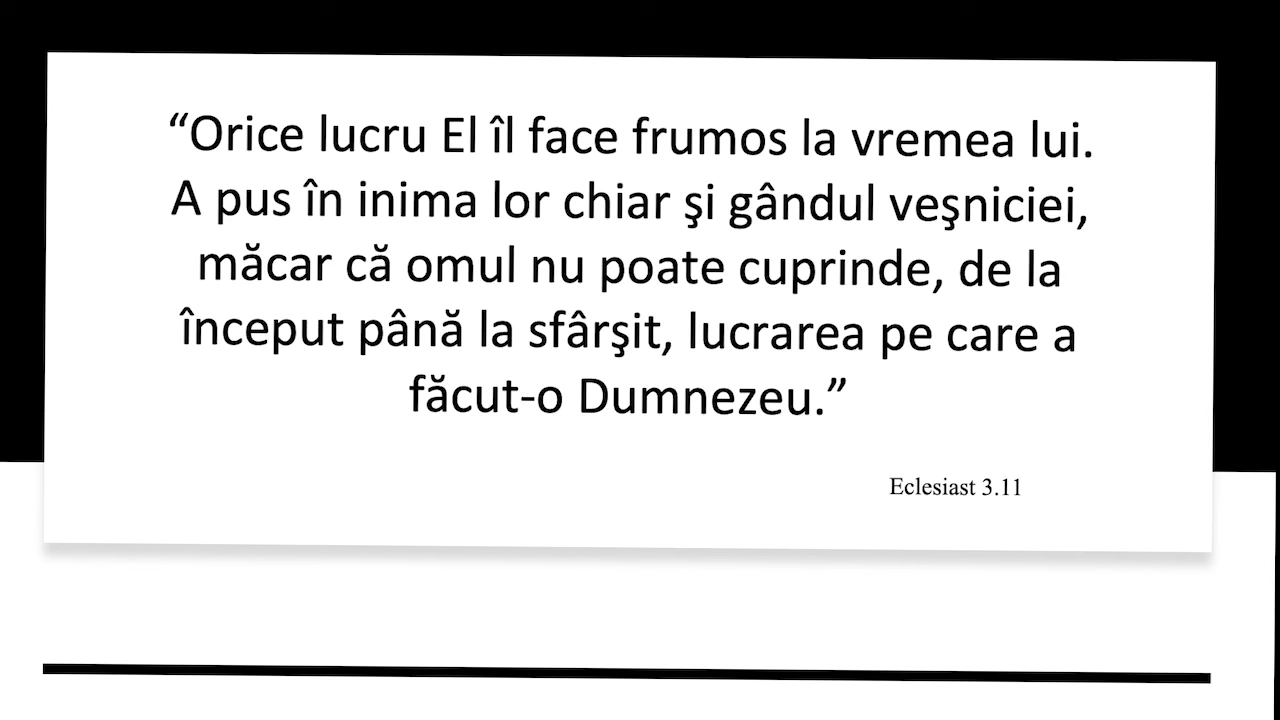 “Orice lucru El îl face frumos la vremea lui.
A pus în inima lor chiar şi gândul veşniciei,
măcar că omul nu poate cuprinde, de la
început până la sfârşit, lucrarea pe care a
făcut-o Dumnezeu.”
Eclesiast 3.11